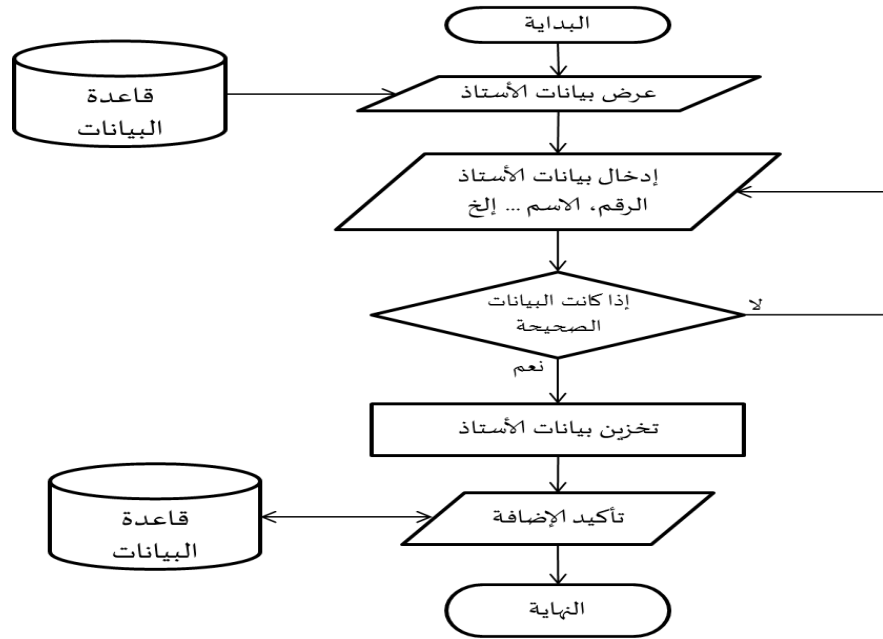 البداية
قاعدة
البيانات
عرض بيانات الأستاذ
إدخال بيانات الأستاذ
الرقم، الاسم ... إلخ
إذا كانت البيانات
الصحيحة
لا
نعم
تخزين بيانات الأستاذ
قاعدة
البيانات
تأكيد الإضافة
النهاية